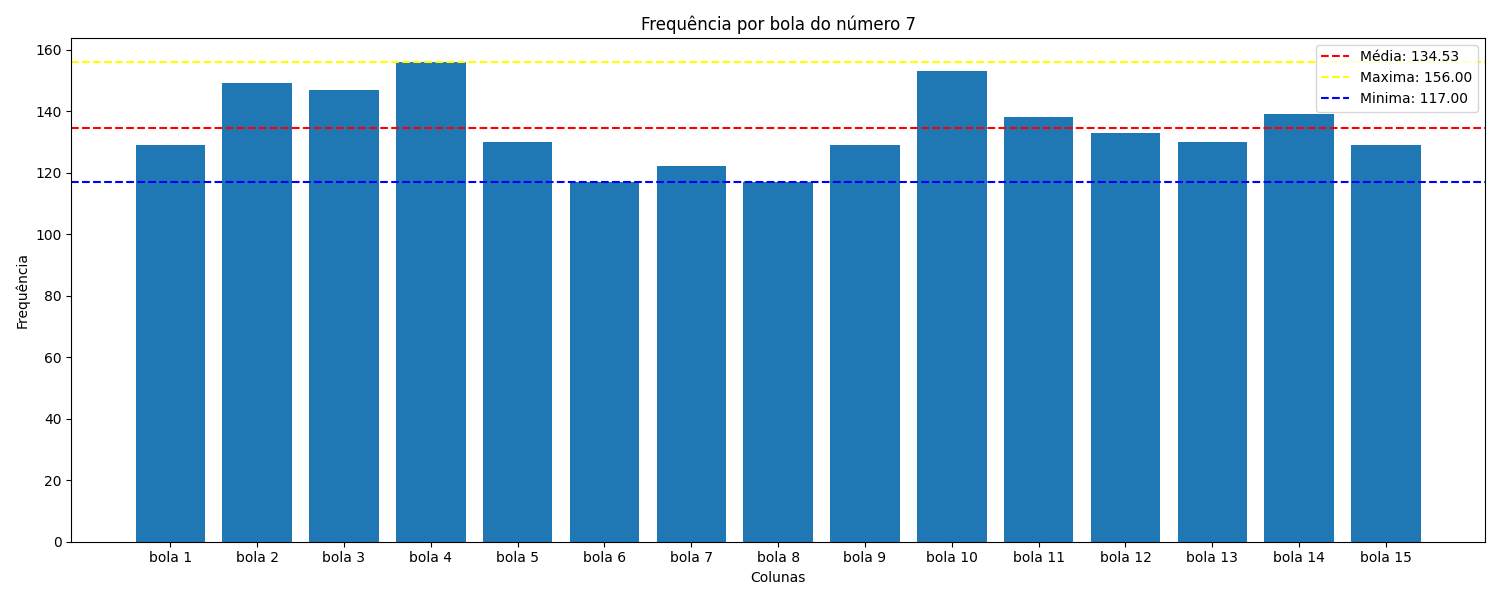 Frequência por bola do número 7
Média: 134.53
Maxima: 156.00
Minima: 117.00
Frequência
160
140
120
100
80
60
40
20
0
bola 1 bola 2 bola 3 bola 4 bola 5 bola 6 bola 7 bola 8 bola 9 bola 10 bola 11 bola 12 bola 13 bola 14 bola 15
Colunas